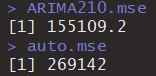 > ARIMA210.mse
[1] 155109.2
> auto.mse
[1] 269142